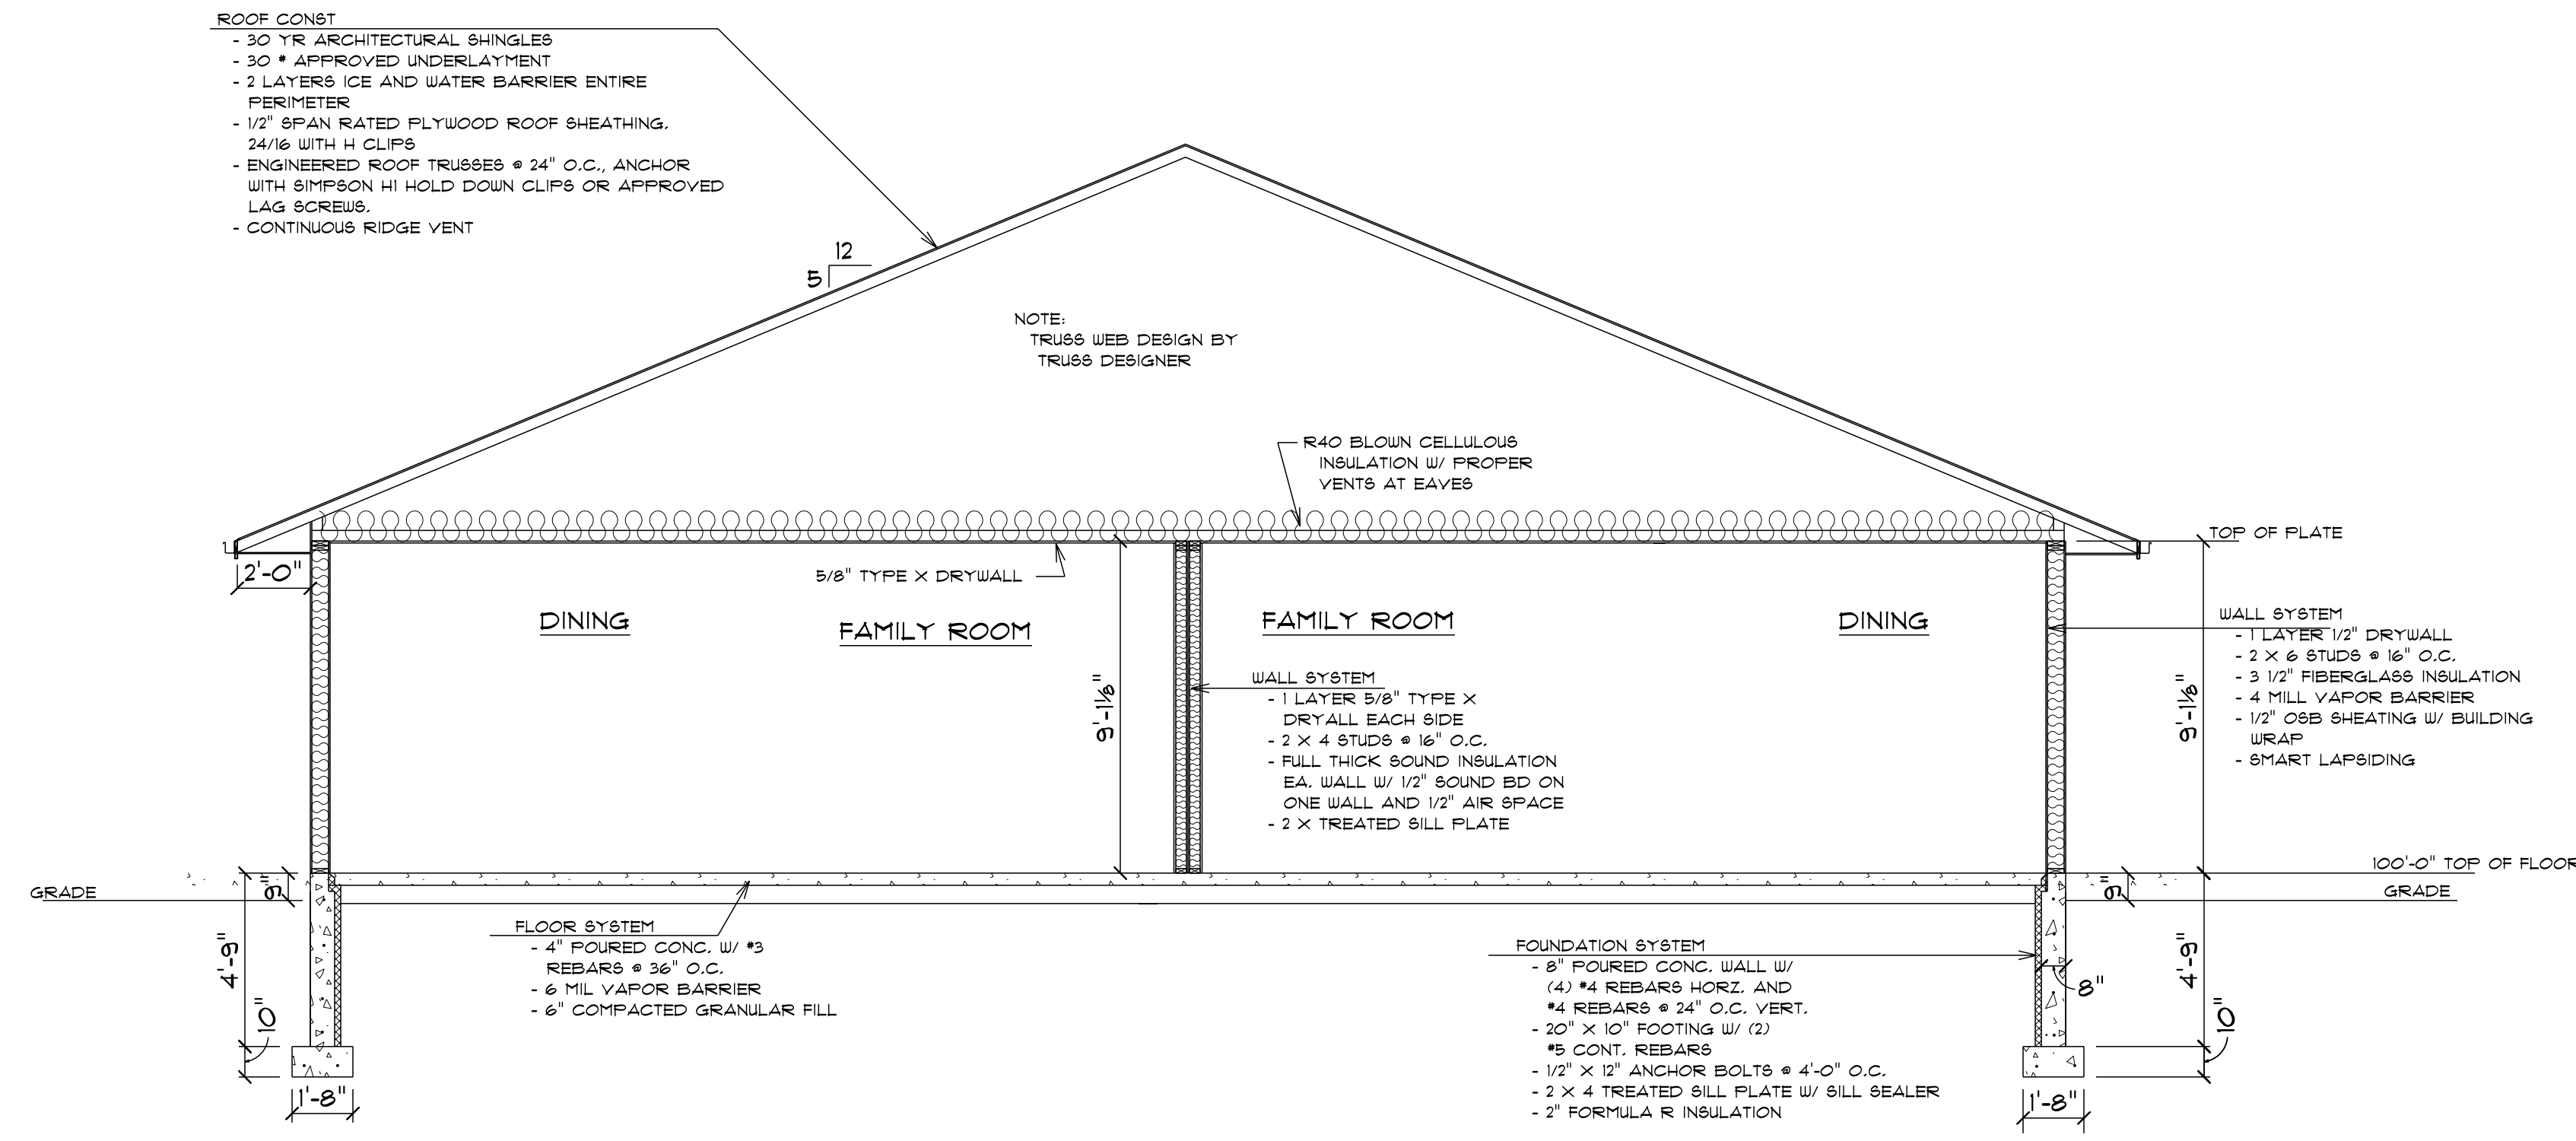 ROOF CONST
- 30 YR ARCHITECTURAL SHINGLES
- 30 # APPROVED UNDERLAYMENT
- 2 LAYERS ICE AND WATER BARRIER ENTIRE
PERIMETER
- 1/2" SPAN RATED PLYWOOD ROOF SHEATHING.
24/16 WITH H CLIPS
- ENGINEERED ROOF TRUSSES @ 24" O.C., ANCHOR
WITH SIMPSON H1 HOLD DOWN CLIPS OR APPROVED
LAG SCREWS.
- CONTINUOUS RIDGE VENT
12
5
NOTE:
TRUSS WEB DESIGN BY
TRUSS DESIGNER
R40 BLOWN CELLULOUS
INSULATION W/ PROPER
VENTS AT EAVES
TOP OF PLATE
2'-0"
5/8" TYPE X DRYWALL
DINING
FAMILY ROOM
FAMILY ROOM
DINING
WALL SYSTEM
- 1 LAYER 1/2" DRYWALL
- 2 X 6 STUDS @ 16" O.C.
- 3 1/2" FIBERGLASS INSULATION
- 4 MILL VAPOR BARRIER
- 1/2" OSB SHEATING W/ BUILDING
WRAP
- SMART LAPSIDING
9'-1 1/8"
WALL SYSTEM
- 1 LAYER 5/8" TYPE X
DRYALL EACH SIDE
- 2 X 4 STUDS @ 16" O.C.
- FULL THICK SOUND INSULATION
EA. WALL W/ 1/2" SOUND BD ON
ONE WALL AND 1/2" AIR SPACE
- 2 X TREATED SILL PLATE
9'-1 1/8"
100'-0" TOP OF FLOOR
GRADE
9"
9"
GRADE
FLOOR SYSTEM
- 4" POURED CONC. W/ #3
REBARS @ 36" O.C.
- 6 MIL VAPOR BARRIER
- 6" COMPACTED GRANULAR FILL
4'-9"
10"
1'-8"
FOUNDATION SYSTEM
- 8" POURED CONC. WALL W/
(4) #4 REBARS HORZ. AND
#4 REBARS @ 24" O.C. VERT.
- 20" X 10" FOOTING W/ (2)
#5 CONT. REBARS
- 1/2" X 12" ANCHOR BOLTS @ 4'-0" O.C.
- 2 X 4 TREATED SILL PLATE W/ SILL SEALER
- 2" FORMULA R INSULATION
8"
4'-9"
10"
1'-8"